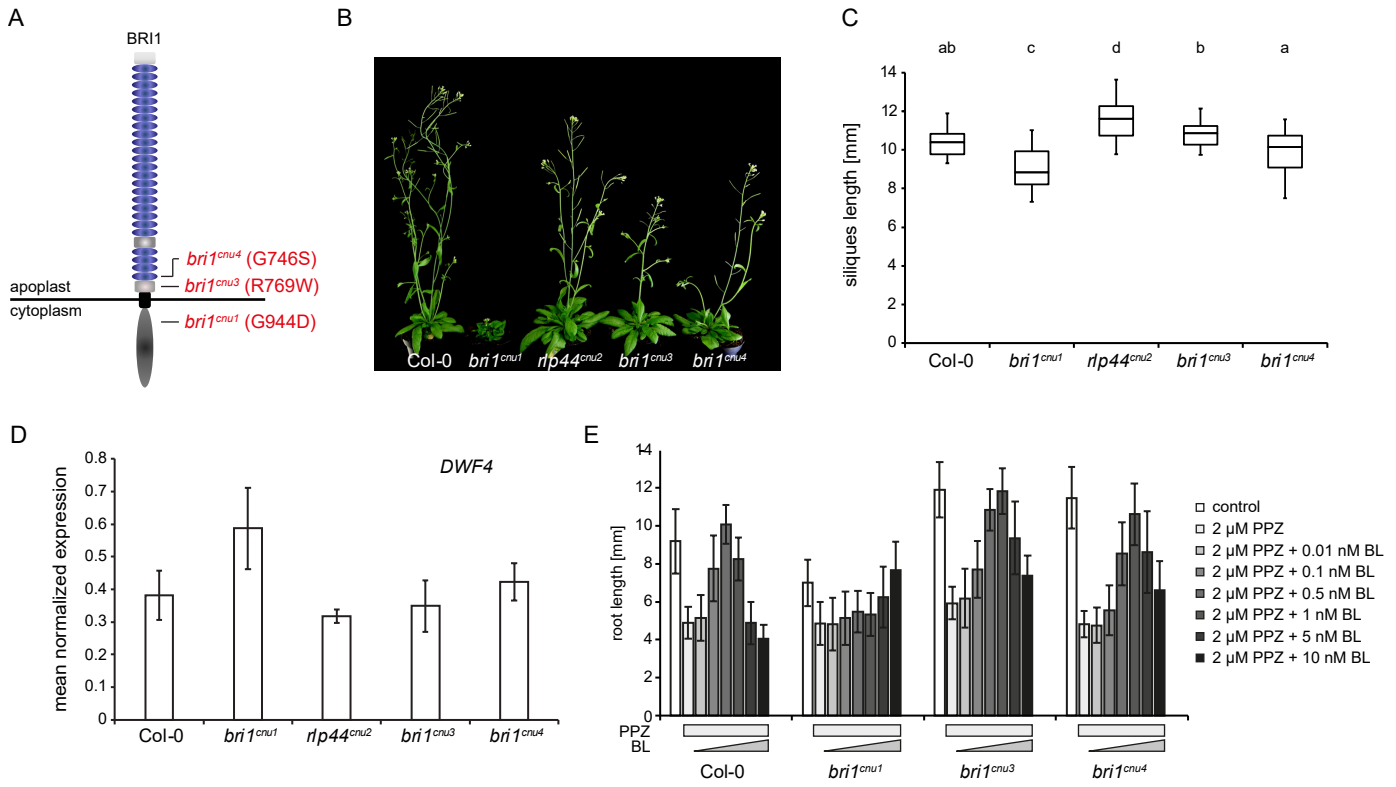 A
BRI1
bri1cnu4 (G746S)
bri1cnu3 (R769W)
apoplast
cytoplasm
bri1cnu1 (G944D)
B
Col-0 bri1cnu1 rlp44cnu2 bri1cnu3 bri1cnu4
C
ab c d b a
siliques length [mm]
14
12
10
8
6
4
2
0
Col-0 bri1cnu1 rlp44cnu2 bri1cnu3 bri1cnu4
D
DWF4
mean normalized expression
0.8
0.7
0.6
0.5
0.4
0.3
0.2
0.1
0
Col-0 bri1cnu1 rlp44cnu2 bri1cnu3 bri1cnu4
E
root length [mm]
14
12
10
8
6
4
2
0
PPZ
BL
Col-0 bri1cnu1 bri1cnu3 bri1cnu4
control
2 µM PPZ
2 µM PPZ + 0.01 nM BL
2 µM PPZ + 0.1 nM BL
2 µM PPZ + 0.5 nM BL
2 µM PPZ + 1 nM BL
2 µM PPZ + 5 nM BL
2 µM PPZ + 10 nM BL